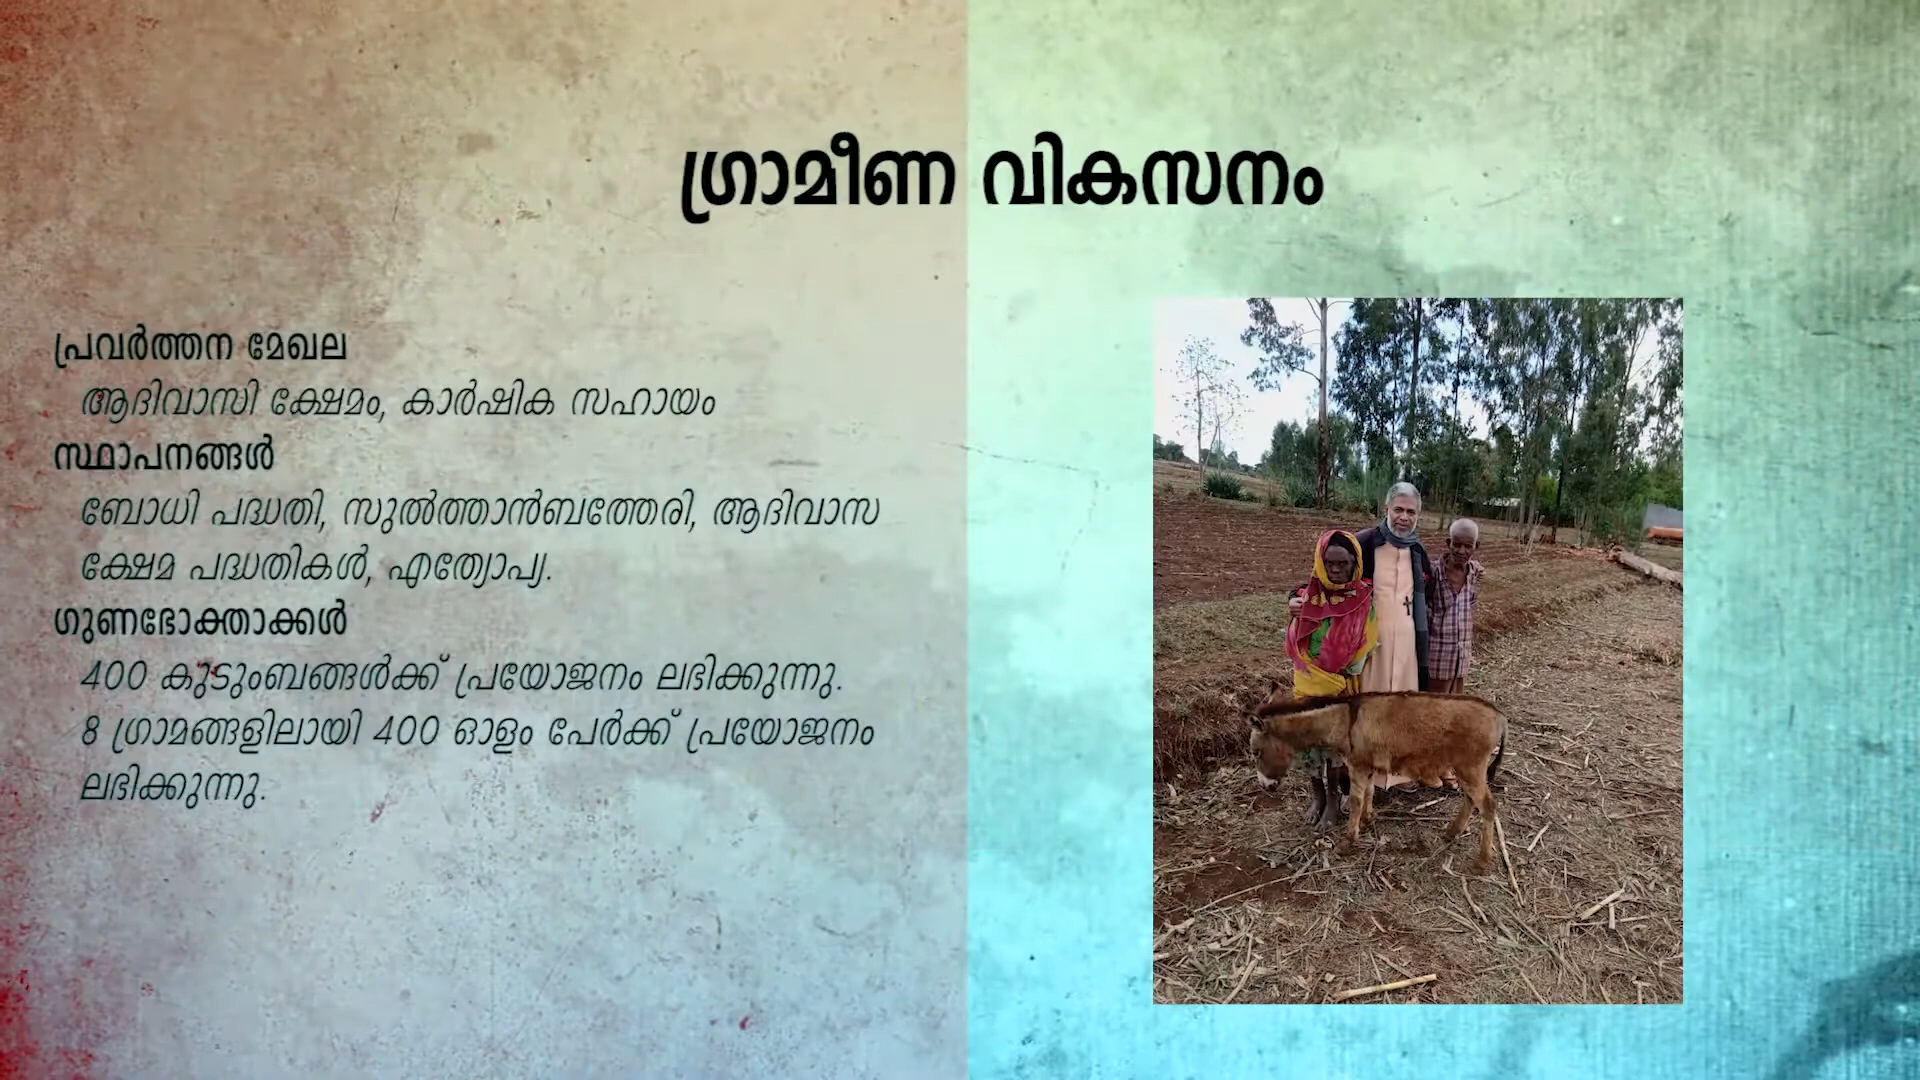 ഗ്രാമീണ വികസനം
പ്രവർത്തന മേഖല
ആദിവാസി ക്ഷേമം, കാർഷിക സഹായം
സ്ഥാപനങ്ങൾ
ബോധി പദ്ധതി, സുൽത്താൻബത്തേരി, ആദിവാസ
ക്ഷേമ പദ്ധതികൾ, എത്യോപ്യ.
ഗുണഭോക്താക്കൾ
400 കുടുംബങ്ങൾക്ക് പ്രയോജനം ലഭിക്കുന്നു.
8 ഗ്രാമങ്ങളിലായി 400 ഓളം പേർക്ക് പ്രയോജനം
ലഭിക്കുന്നു.